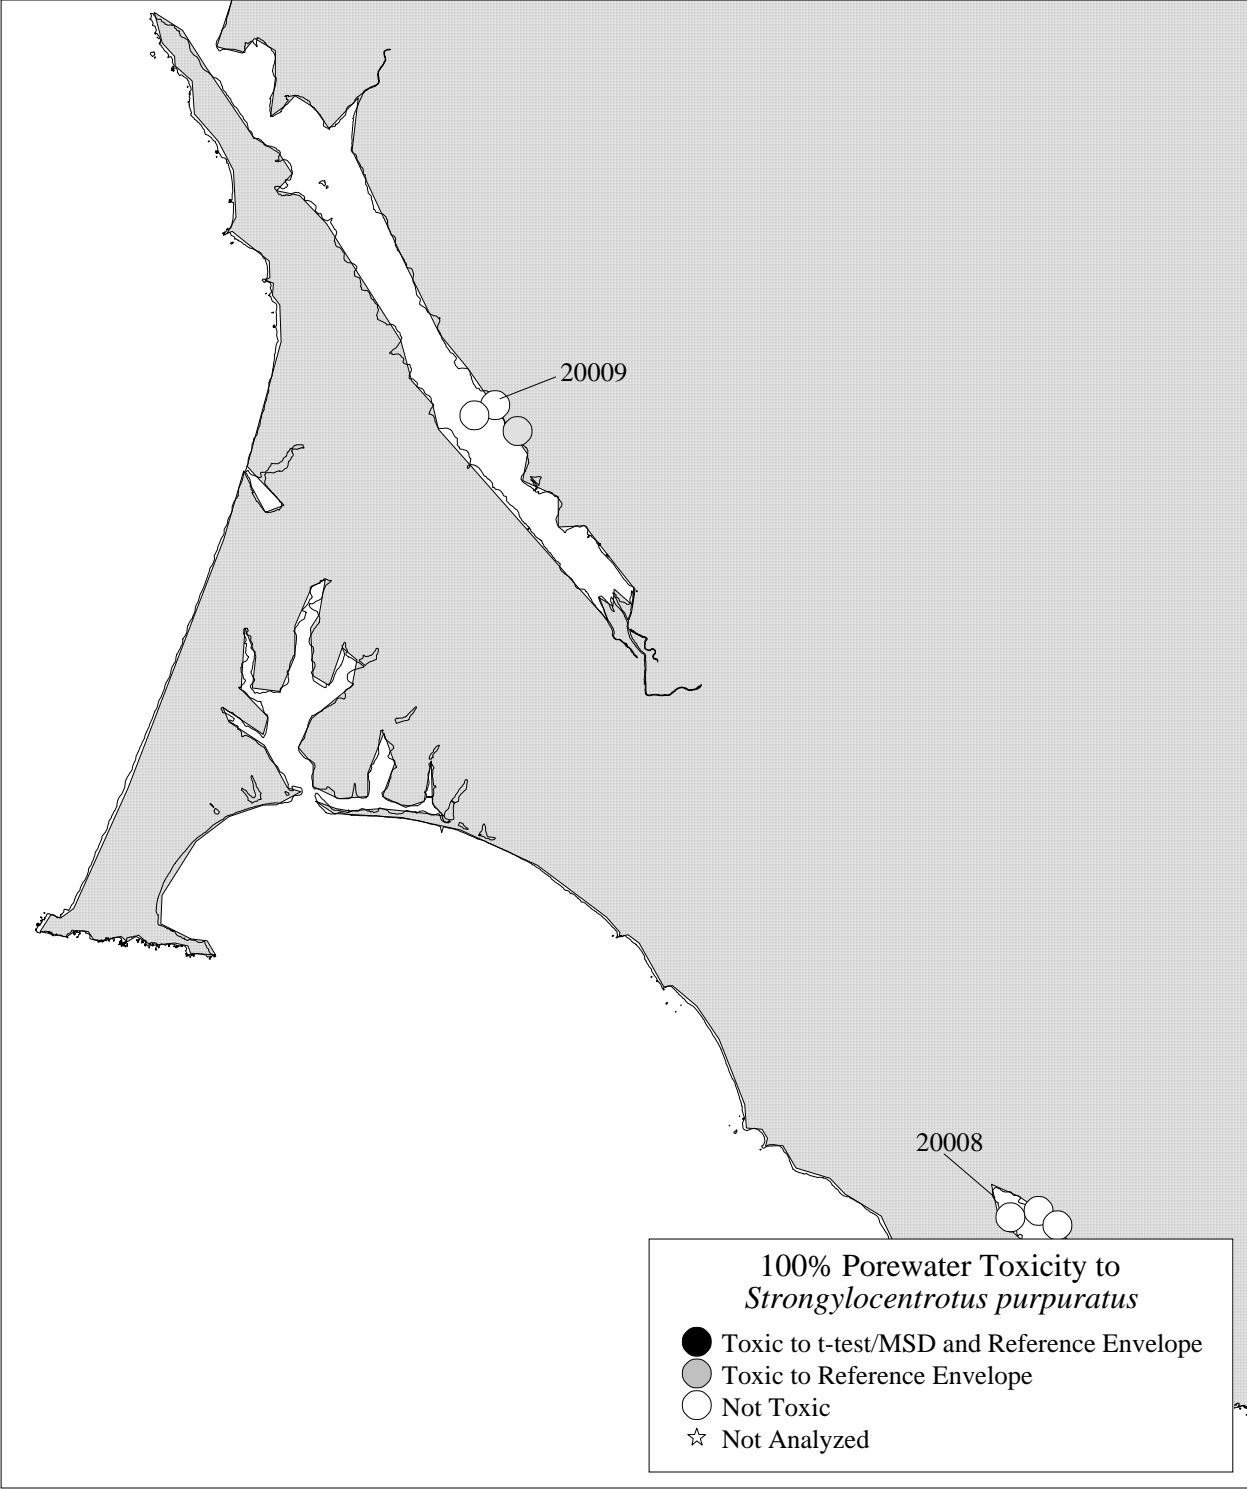 20009
20008
100% Porewater Toxicity to
Strongylocentrotus purpuratus
Toxic to t-test/MSD and Reference Envelope
Toxic to Reference Envelope
Not Toxic
Not Analyzed